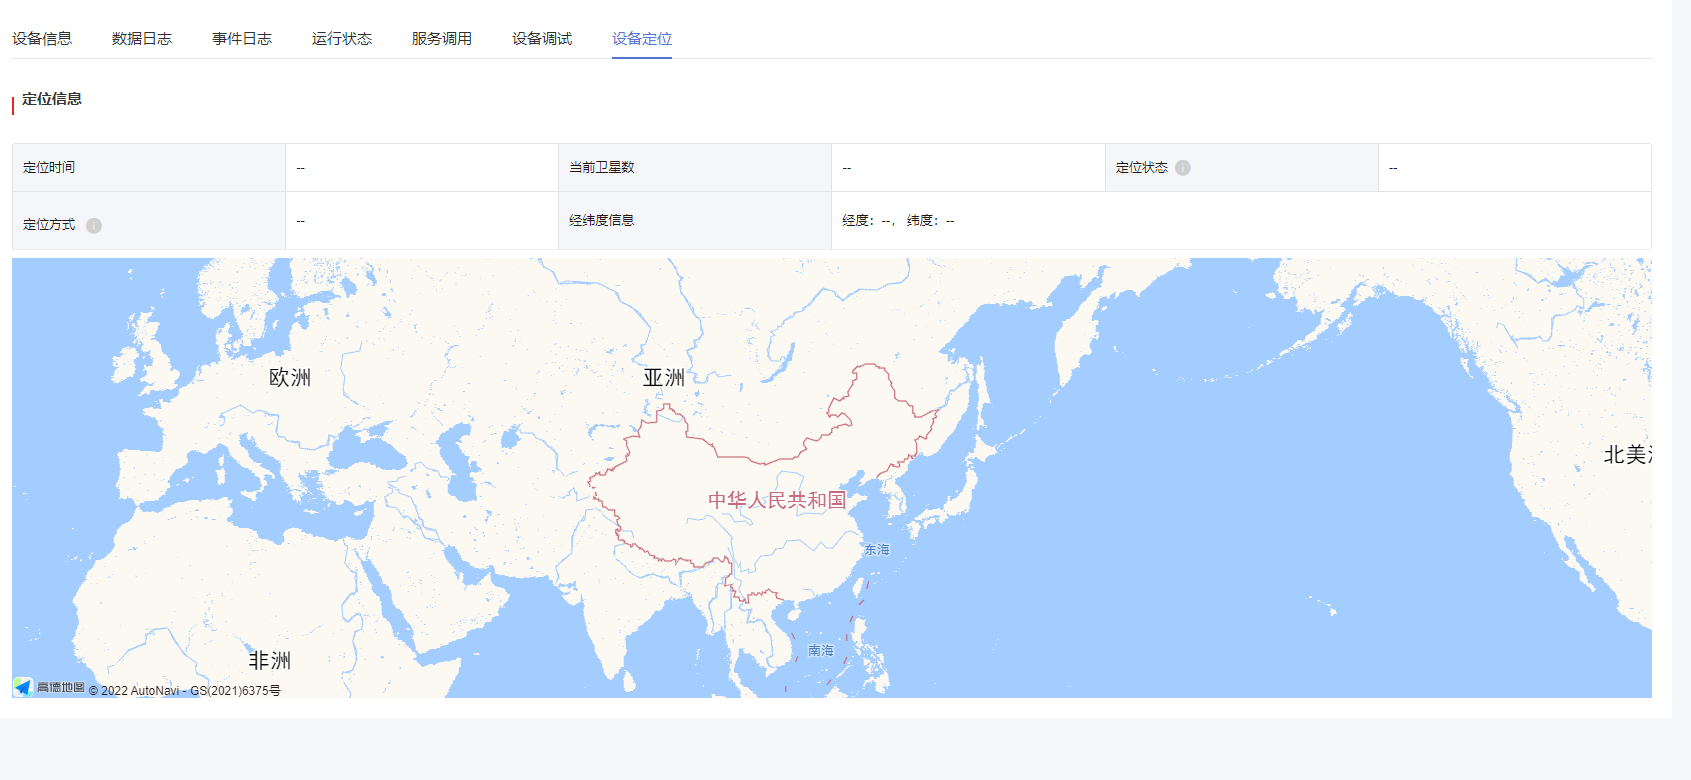 设备信息 数据日志 事件日志 运行状态 服务调用 设备调试 设备定位
定位信息
定位时间 -- 当前卫星数 -- 定位状态 --
定位方式 -- 经纬度信息 经度：--， 纬度：--
欧洲 亚洲
北美
中华人民共和国
东海
南海
非洲
高德地图 © 2022 AutoNavi - GS(2021)6375号